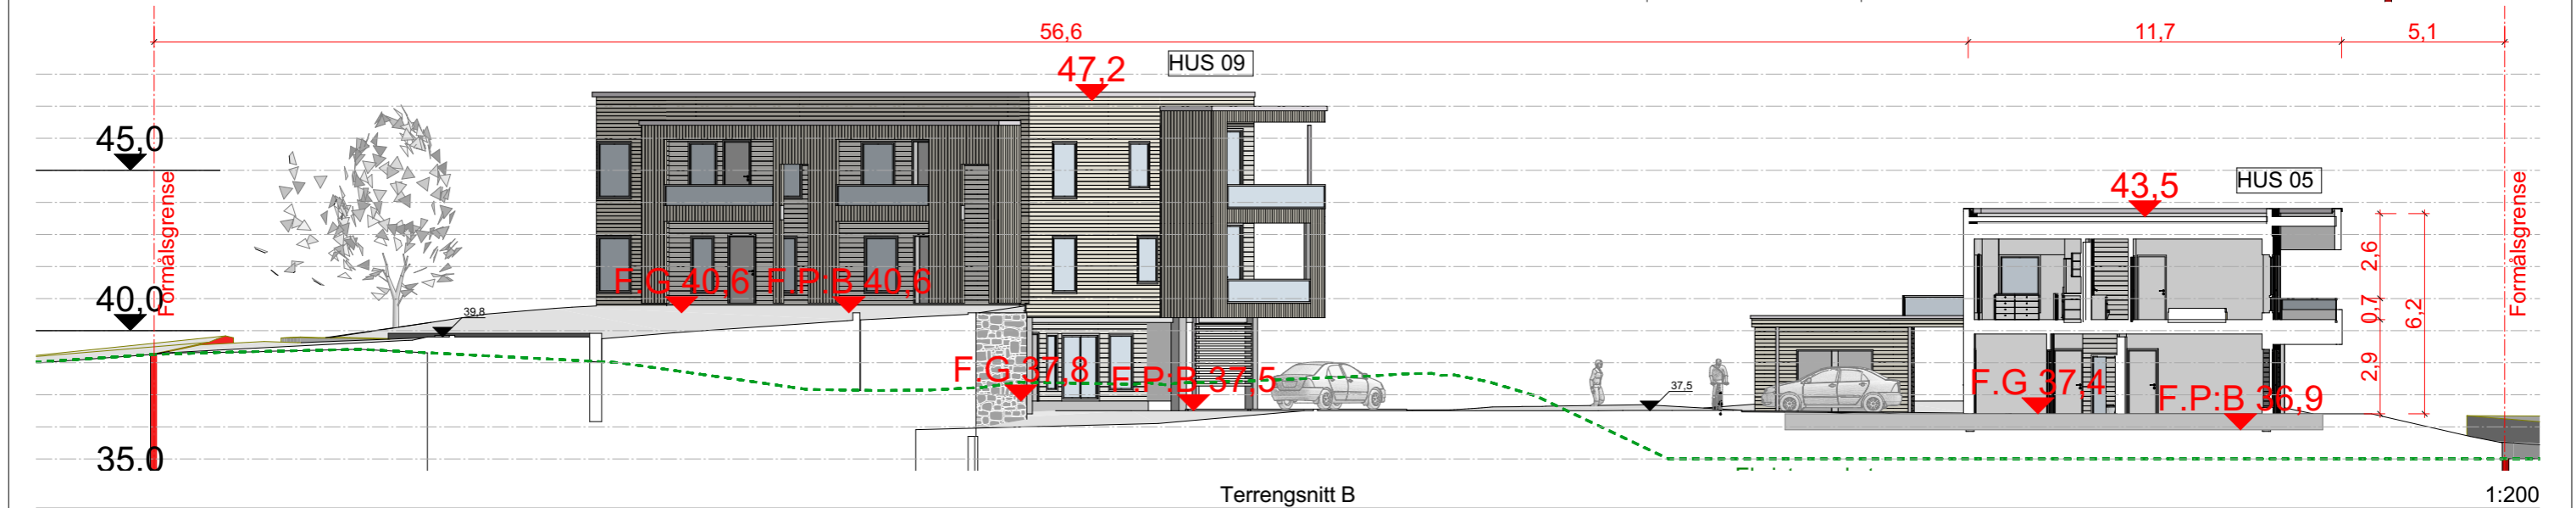 56,6
11,7
5,1
47,2
HUS 09
45,0
43,5
HUS 05
Formålsgrense
Formålsgrense
2,6
0,7
6,2
2,9
40,0
F.G 40,6
F.P:B 40,6
39,8
F.G 37,8
F.P:B 37,5
37,5
F.G 37,4
F.P:B 36,9
35,0
Terrengsnitt B
1:200